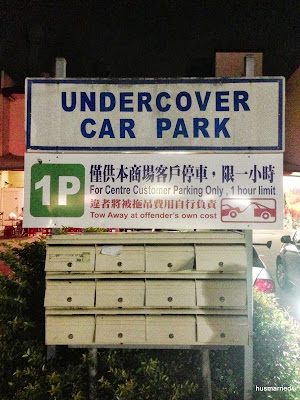 UNDERCOVER
CAR PARK
1P
僅供本商場客戶停車，限一小時
For Centre Customer Parking Only , 1 hour limit
違者將被拖吊費用自行負責
Tow Away at offender's own cost